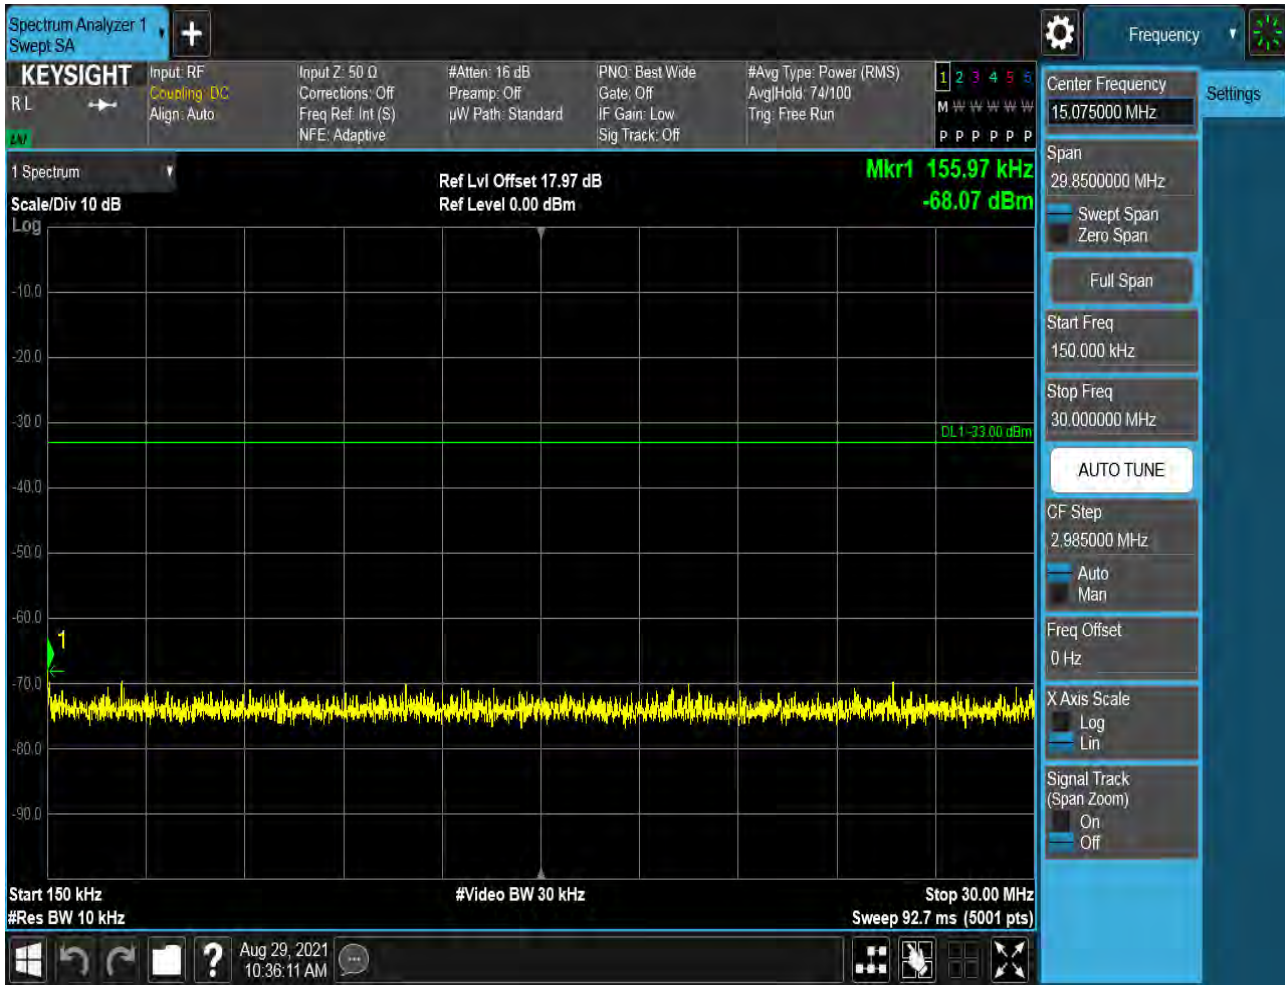 Spectrum Analyzer 1
Swept SA
Frequency
KEYSIGHT
R L
Input: RF
Coupling: DC
Align: Auto
Input Z: 50 Ω
Corrections: Off
Freq Ref: Int (S)
NFE: Adaptive
#Atten: 16 dB
Preamp: Off
µW Path: Standard
PNO: Best Wide
Gate: Off
IF Gain: Low
Sig Track: Off
#Avg Type: Power (RMS)
Avg|Hold: 74/100
Trig: Free Run
1 2 3 4 5 6
M W W W W W
P P P P P P
1 Spectrum
Scale/Div 10 dB
Log
Ref Lvl Offset 17.97 dB
Ref Level 0.00 dBm
Mkr1 155.97 kHz
-68.07 dBm
-10.0
-20.0
-30.0
DL1 -33.00 dBm
-40.0
-50.0
-60.0
1
-70.0
-80.0
-90.0
Start 150 kHz
#Video BW 30 kHz
Stop 30.00 MHz
#Res BW 10 kHz
Sweep 92.7 ms (5001 pts)
Aug 29, 2021
10:36:11 AM
Center Frequency
15.075000 MHz
Settings
Span
29.8500000 MHz
Swept Span
Zero Span
Full Span
Start Freq
150.000 kHz
Stop Freq
30.000000 MHz
AUTO TUNE
CF Step
2.985000 MHz
Auto
Man
Freq Offset
0 Hz
X Axis Scale
Log
Lin
Signal Track
(Span Zoom)
On
Off